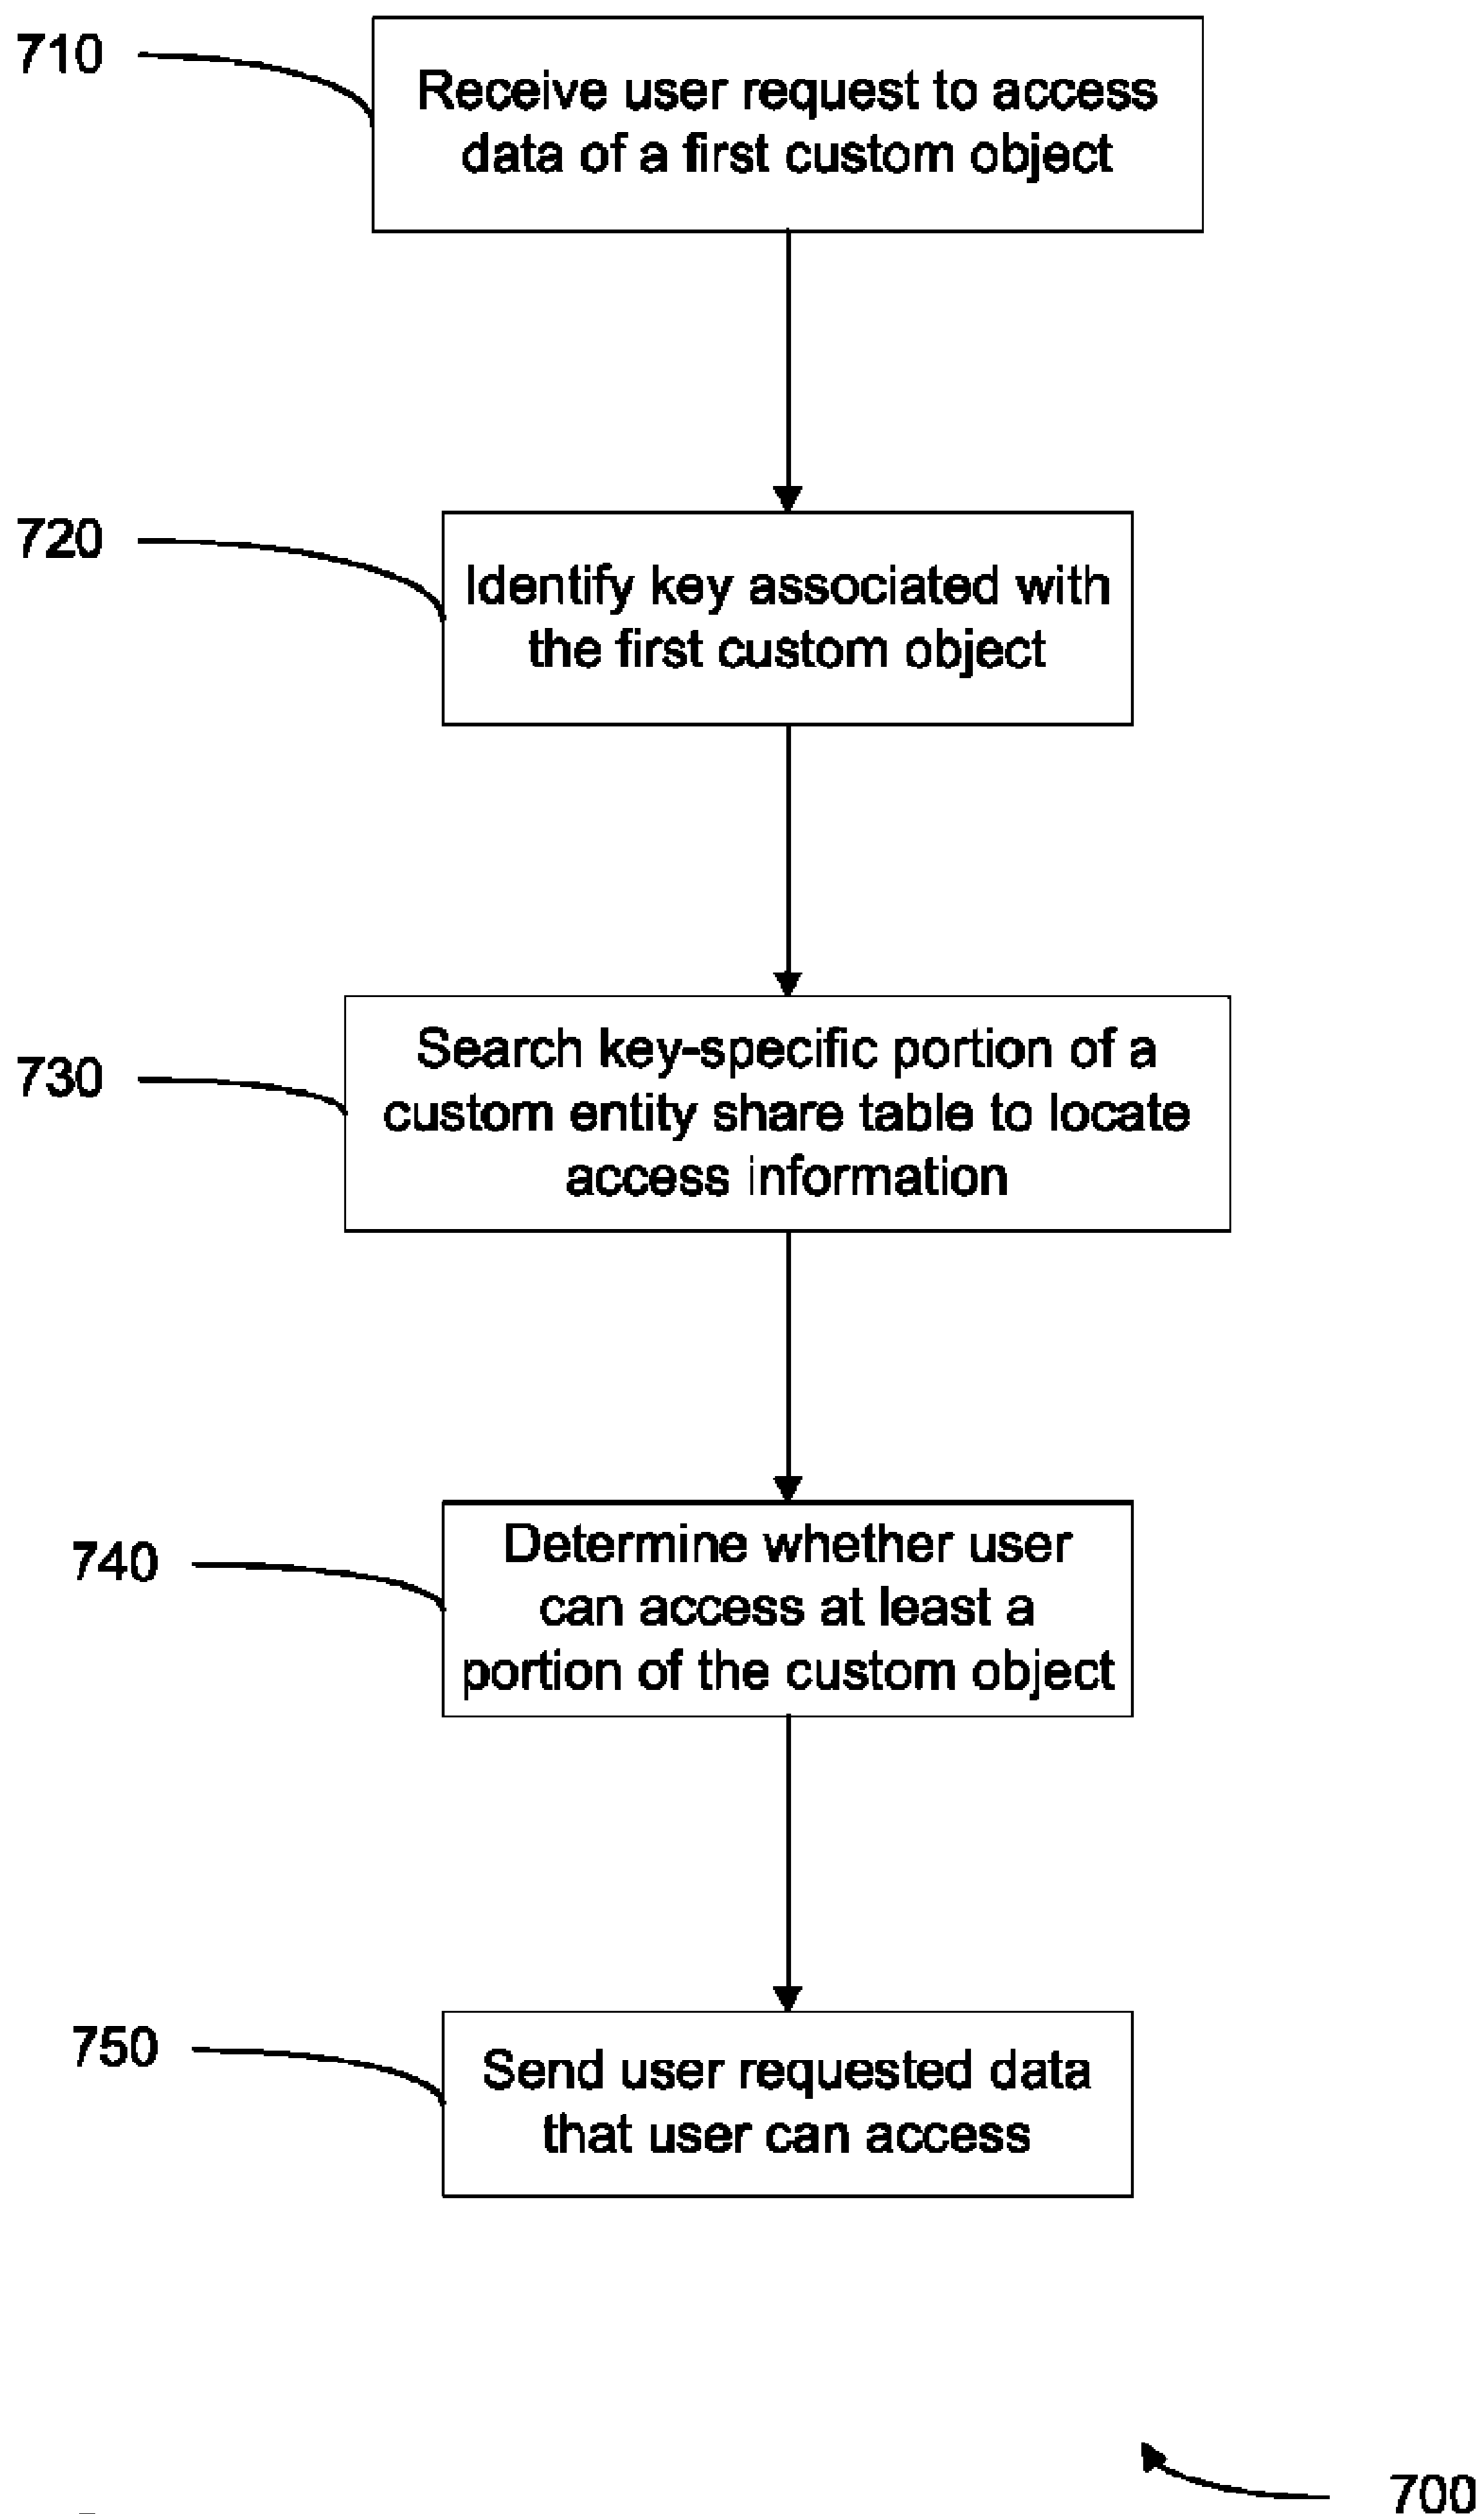 710
Receive user request to access
data of a first custom object
720
Identify key associated with
the first custom object
730
Search key-specific portion of a
custom entity share table to locate
access information
740
Determine whether user
can access at least a
portion of the custom object
750
Send user requested data
that user can access
700